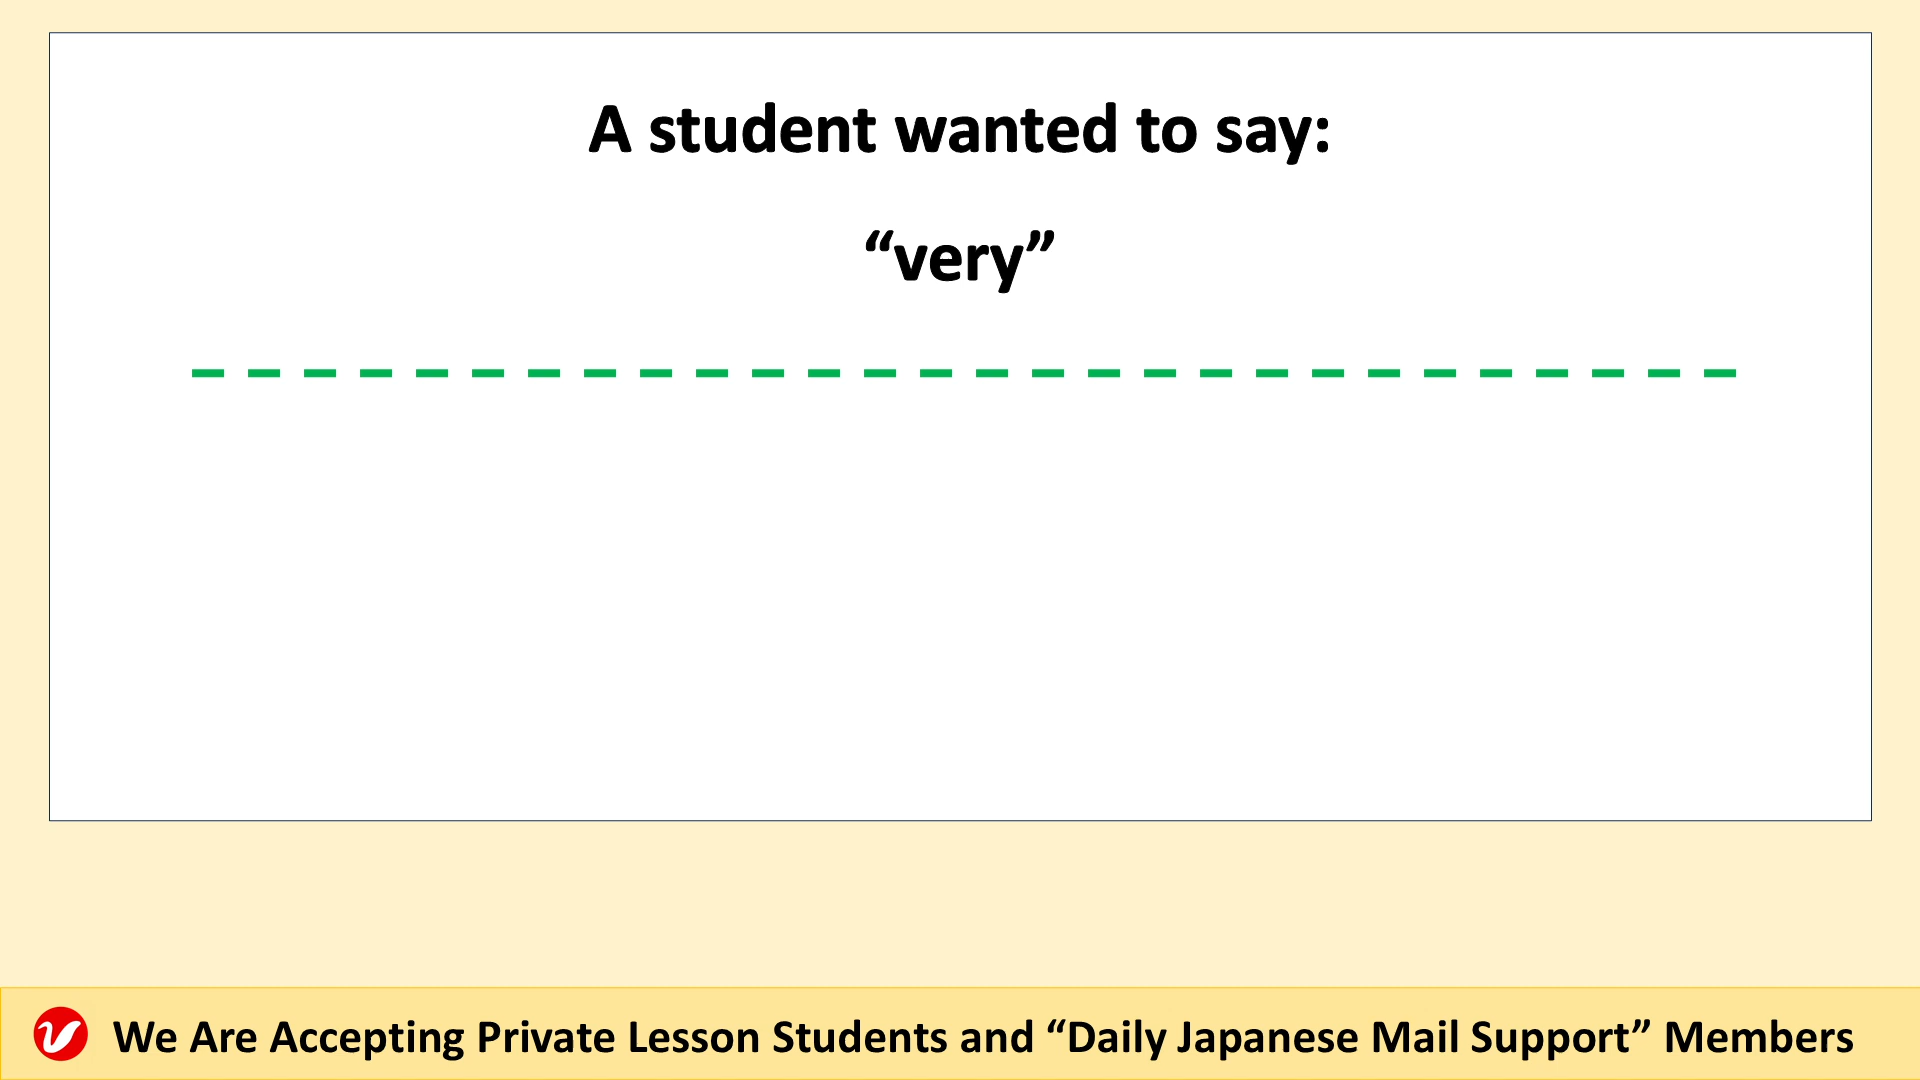 A student wanted to say:
“very”
We Are Accepting Private Lesson Students and “Daily Japanese Mail Support” Members